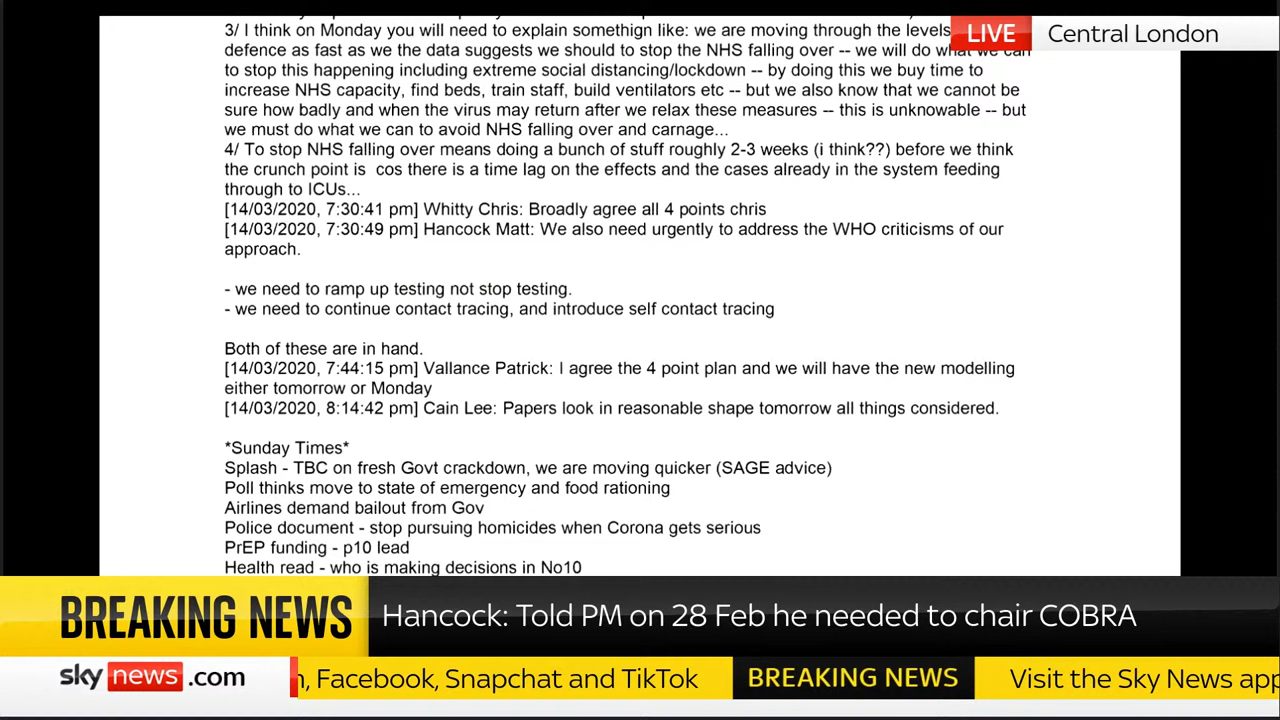 3/ I think on Monday you will need to explain somethign like: we are moving through the levels
defence as fast as we the data suggests we should to stop the NHS falling over -- we will do what we can
to stop this happening including extreme social distancing/lockdown -- by doing this we buy time to
increase NHS capacity, find beds, train staff, build ventilators etc -- but we also know that we cannot be
sure how badly and when the virus may return after we relax these measures -- this is unknowable -- but
we must do what we can to avoid NHS falling over and carnage...
4/ To stop NHS falling over means doing a bunch of stuff roughly 2-3 weeks (i think??) before we think
the crunch point is  cos there is a time lag on the effects and the cases already in the system feeding
through to ICUs...
[14/03/2020, 7:30:41 pm] Whitty Chris: Broadly agree all 4 points chris
[14/03/2020, 7:30:49 pm] Hancock Matt: We also need urgently to address the WHO criticisms of our
approach.
- we need to ramp up testing not stop testing.
- we need to continue contact tracing, and introduce self contact tracing
Both of these are in hand.
[14/03/2020, 7:44:15 pm] Vallance Patrick: I agree the 4 point plan and we will have the new modelling
either tomorrow or Monday
[14/03/2020, 8:14:42 pm] Cain Lee: Papers look in reasonable shape tomorrow all things considered.
*Sunday Times*
Splash - TBC on fresh Govt crackdown, we are moving quicker (SAGE advice)
Poll thinks move to state of emergency and food rationing
Airlines demand bailout from Gov
Police document - stop pursuing homicides when Corona gets serious
PrEP funding - p10 lead
Health read - who is making decisions in No10
LIVE Central London
BREAKING NEWS
Hancock: Told PM on 28 Feb he needed to chair COBRA
sky news .com
, Facebook, Snapchat and TikTok BREAKING NEWS Visit the Sky News app